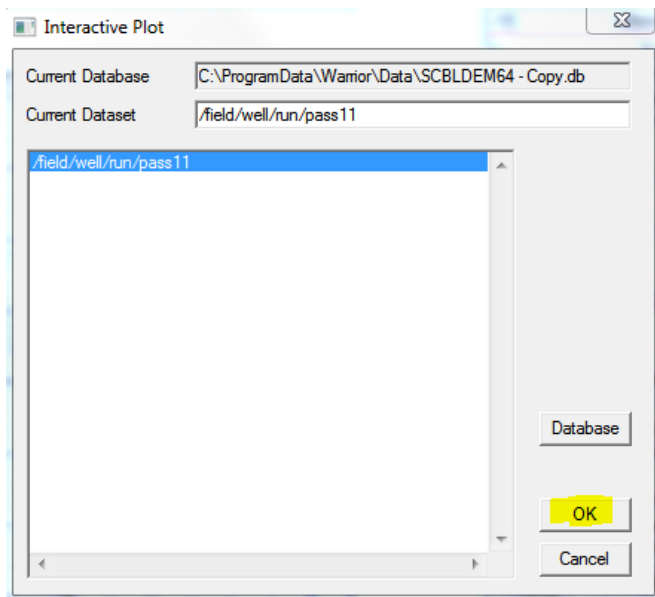 Interactive Plot
Current Database C:\ProgramData\Warrior\Data\SCBLDEM64 - Copy.db
Current Dataset /field/well/run/pass11
/field/well/run/pass11
Database
OK
Cancel